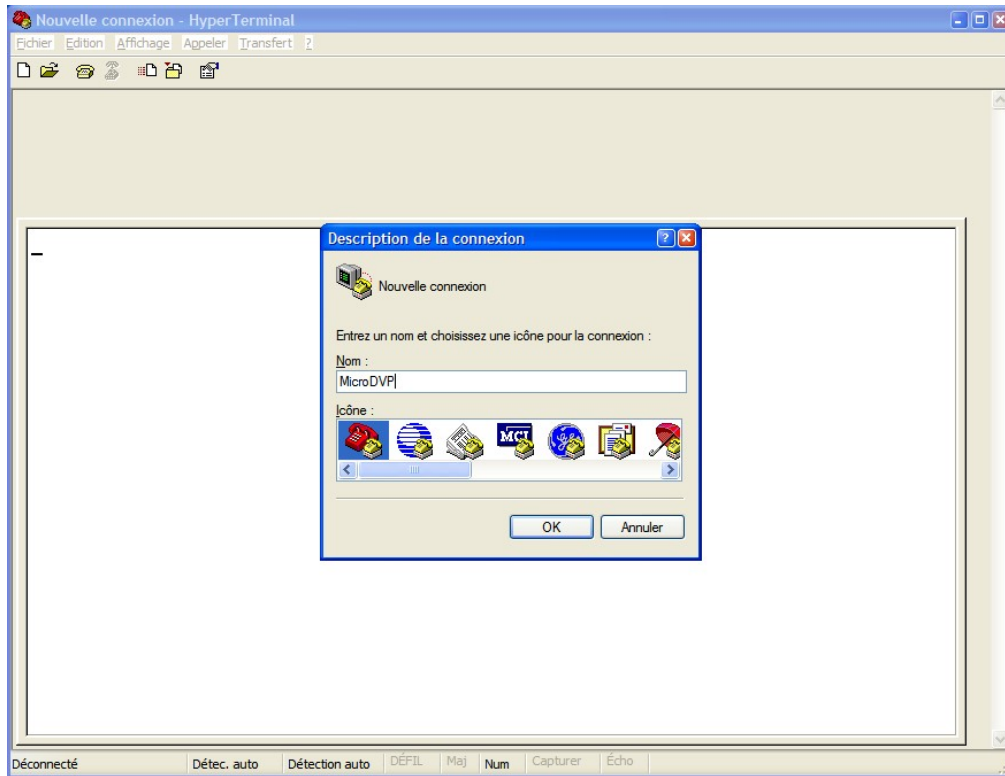 Nouvelle connexion - HyperTerminal
Fichier Edition Affichage Appeler Transfert ?
Description de la connexion
Nouvelle connexion
Entrez un nom et choisissez une icône pour la connexion :
Nom :
MicroDVP
Icône :
MCI
OK Annuler
Déconnecté Détec. auto Détection auto DÉFIL Maj Num Capturer Écho